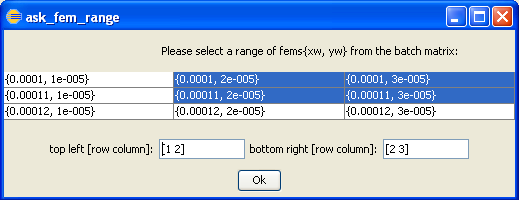 ask_fem_range
Please select a range of fems{xw, yw} from the batch matrix:
{0.0001, 1e-005} {0.0001, 2e-005} {0.0001, 3e-005}
{0.00011, 1e-005} {0.00011, 2e-005} {0.00011, 3e-005}
{0.00012, 1e-005} {0.00012, 2e-005} {0.00012, 3e-005}
top left [row column]: [1 2] bottom right [row column]: [2 3]
Ok